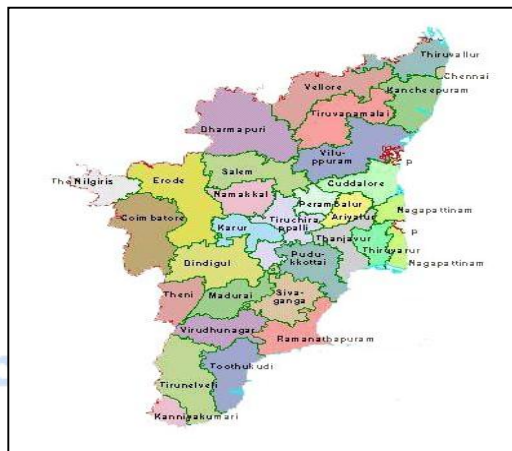 Thiruvallur
Chennai
Vellore
Kancheepuram
Tiruvanamalai
Dharmapuri
Vilu-
ppuram
P
Salem
The Nilgiris
Erode
Cuddalore
Namakkal
Perambalur
Coimbatore
Ariyalur
Nagapattinam
Karur
Tiruchira
ppalli
P
Thanjavur
Thiruvarur
Pudu-
kkottai
Dindigul
Nagapattinam
Theni
Madurai
Siva-
ganga
Virudhunagar
Ramanathapuram
Toothukudi
Tirunelveli
Kanniyakumari